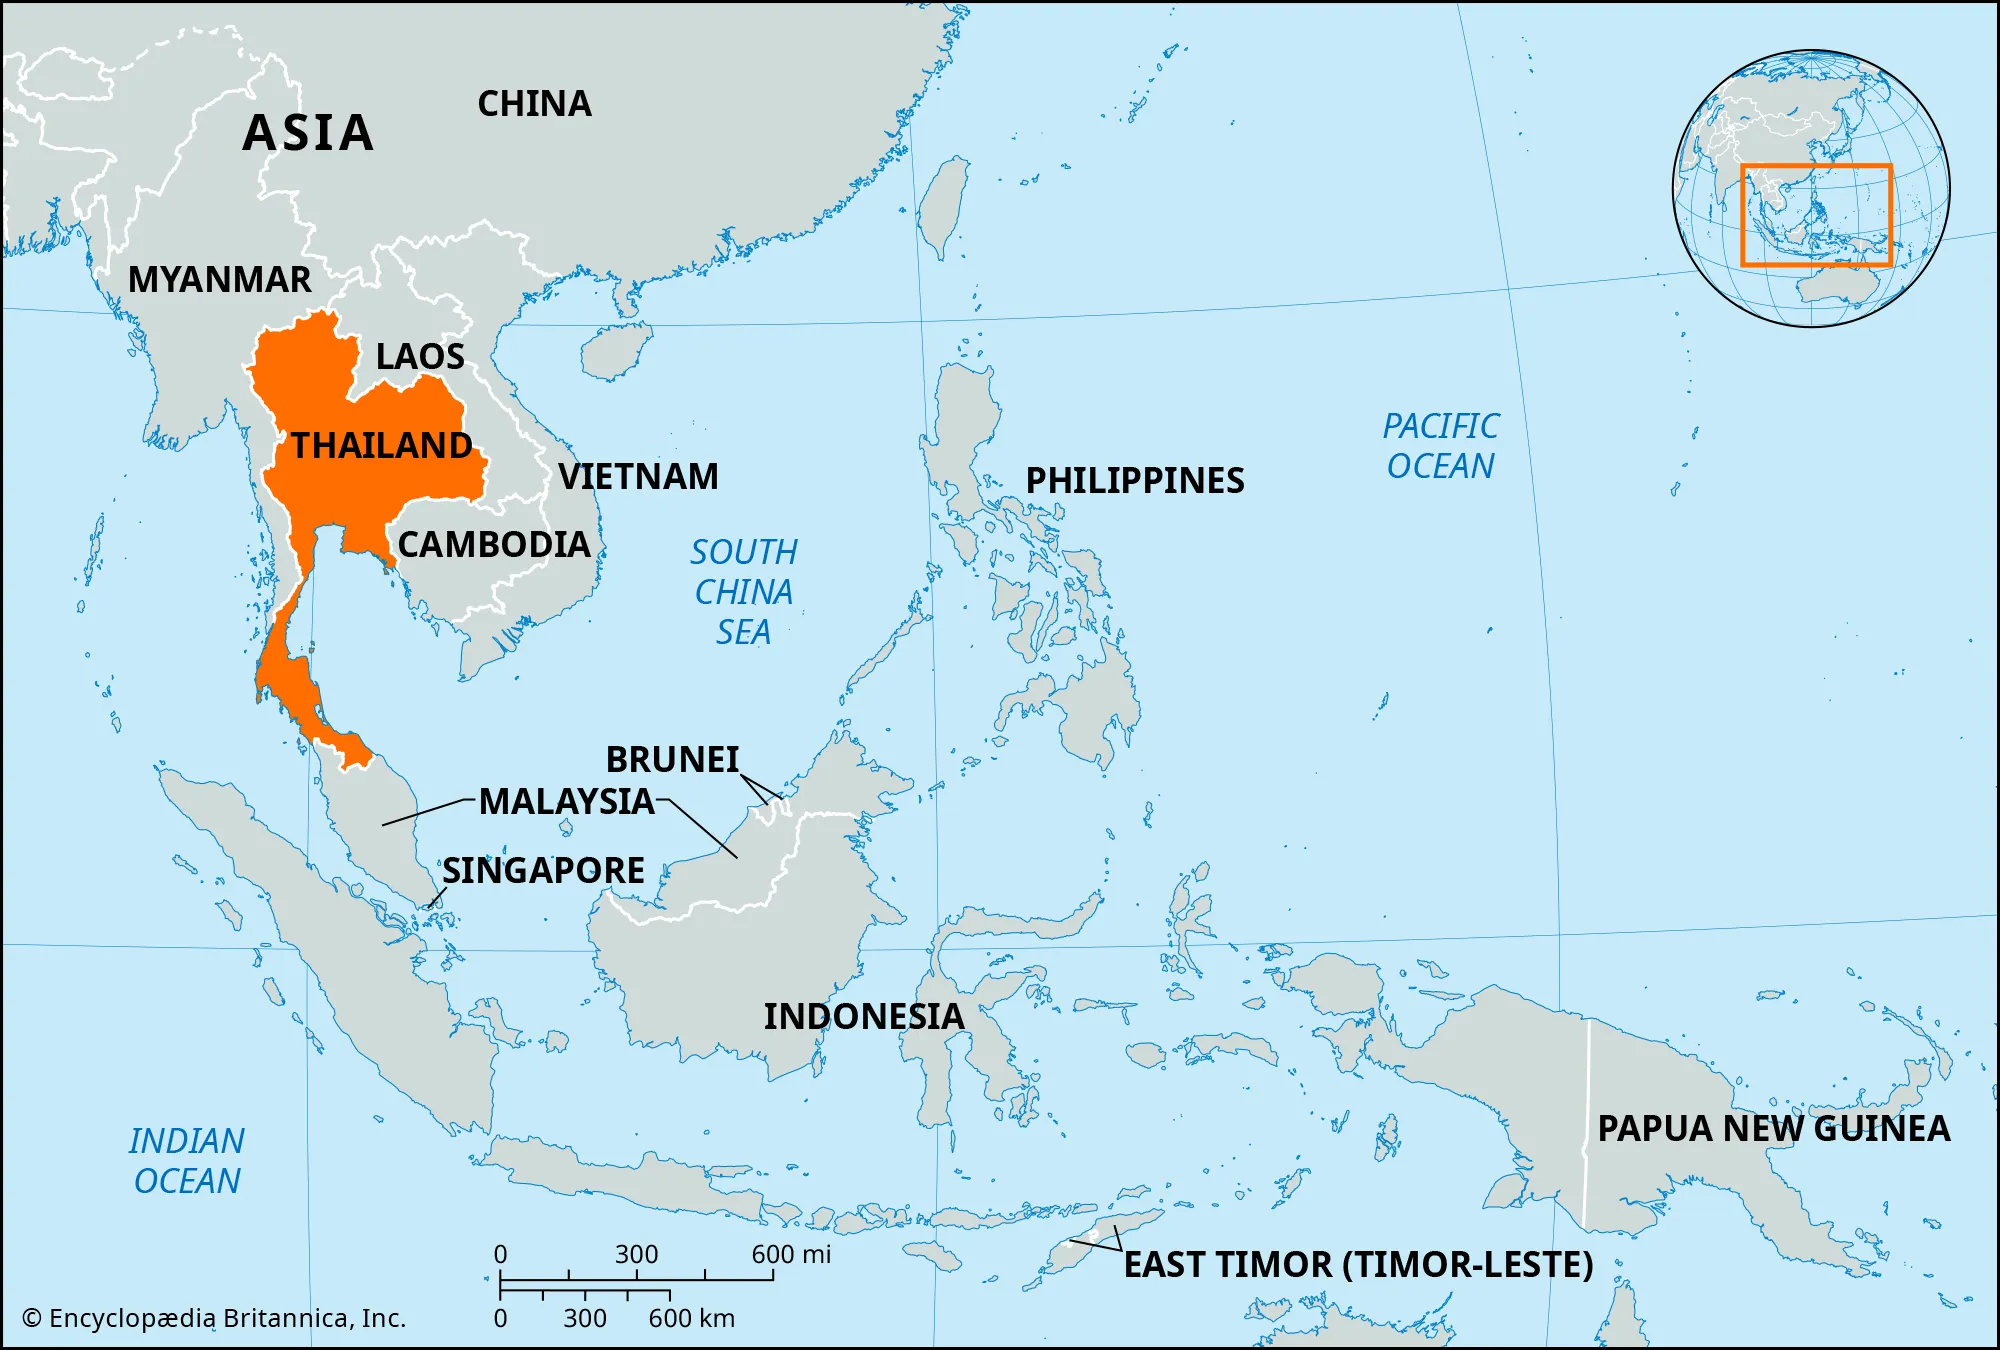 CHINA
ASIA
MYANMAR
LAOS
THAILAND
VIETNAM
CAMBODIA
PHILIPPINES
PACIFIC
OCEAN
SOUTH
CHINA
SEA
BRUNEI
MALAYSIA
SINGAPORE
INDONESIA
PAPUA NEW GUINEA
INDIAN
OCEAN
EAST TIMOR (TIMOR-LESTE)
0 300 600 mi
0 300 600 km
© Encyclopædia Britannica, Inc.